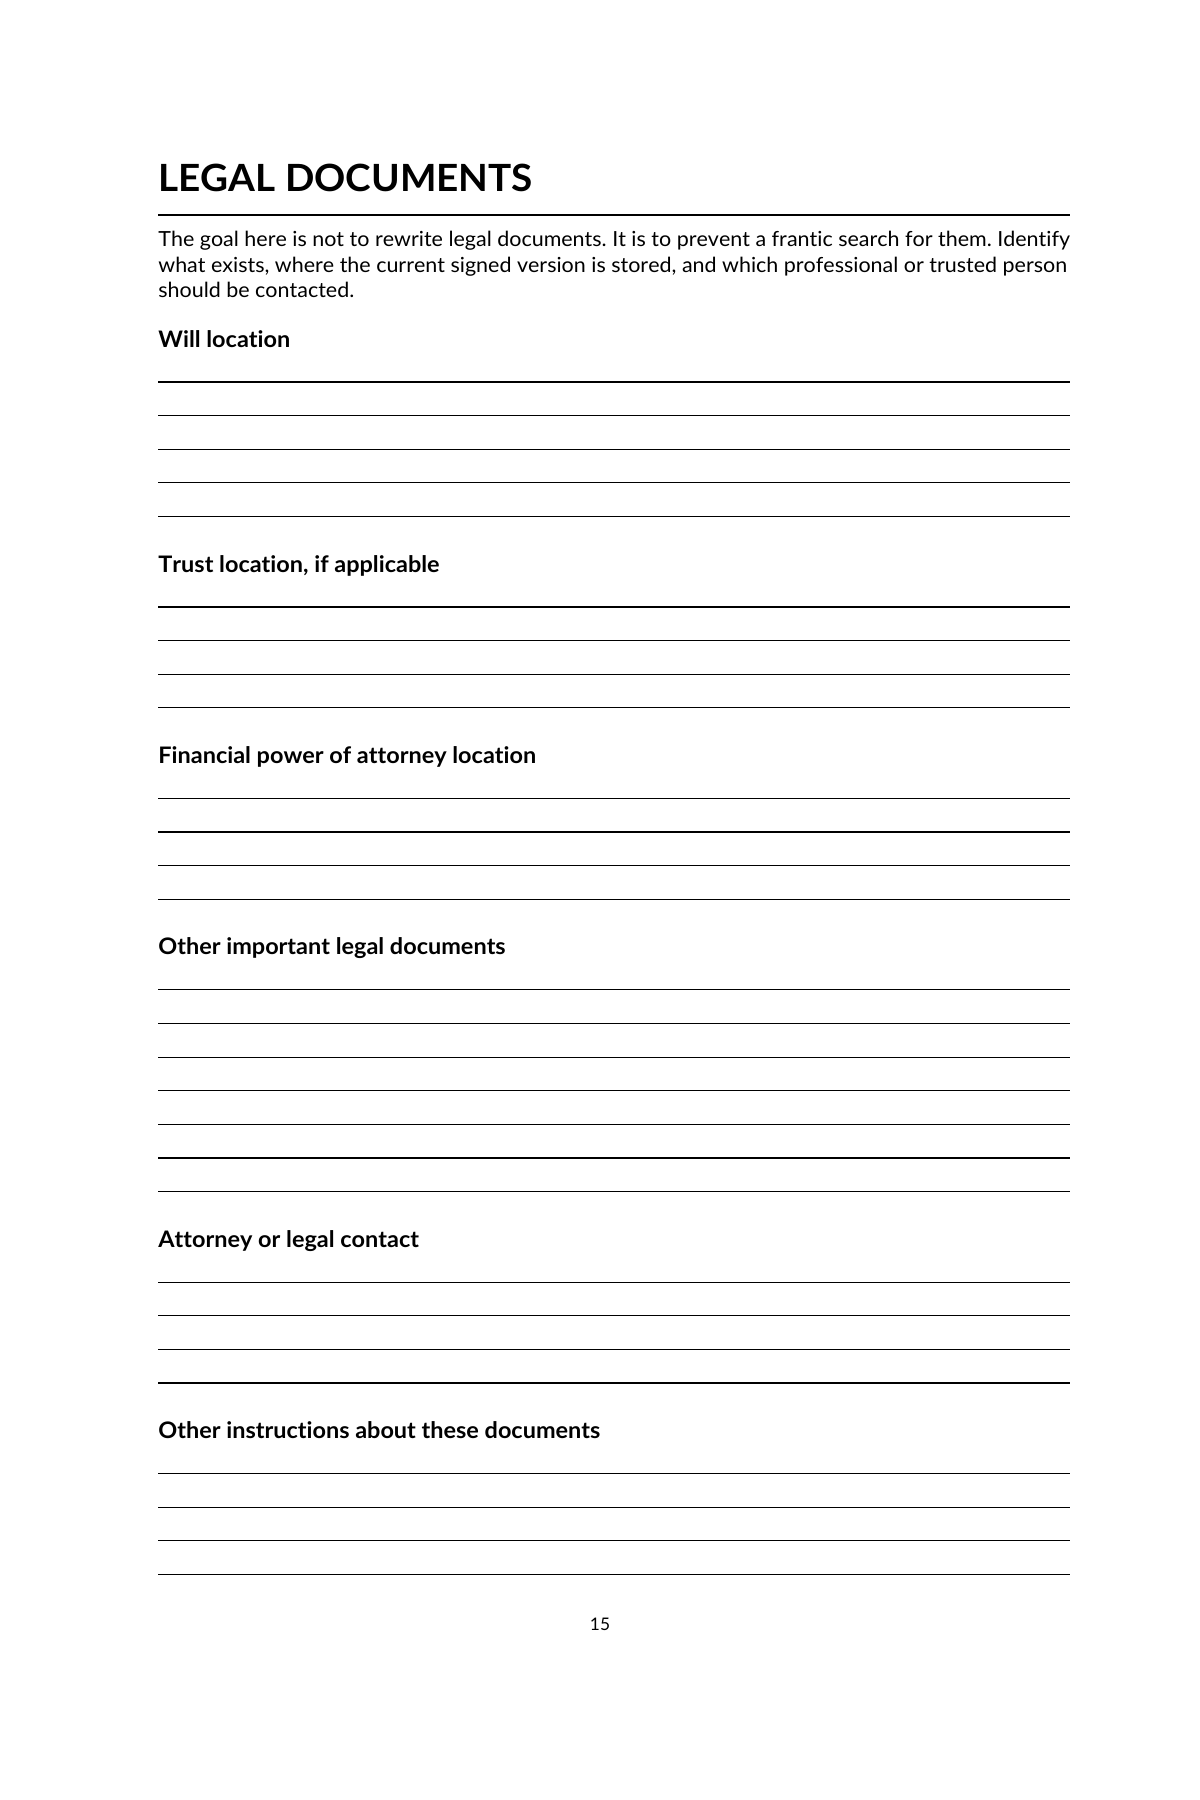 LEGAL DOCUMENTS
The goal here is not to rewrite legal documents. It is to prevent a frantic search for them. Identify
what exists, where the current signed version is stored, and which professional or trusted person
should be contacted.
Will location
Trust location, if applicable
Financial power of attorney location
Other important legal documents
Attorney or legal contact
Other instructions about these documents
15